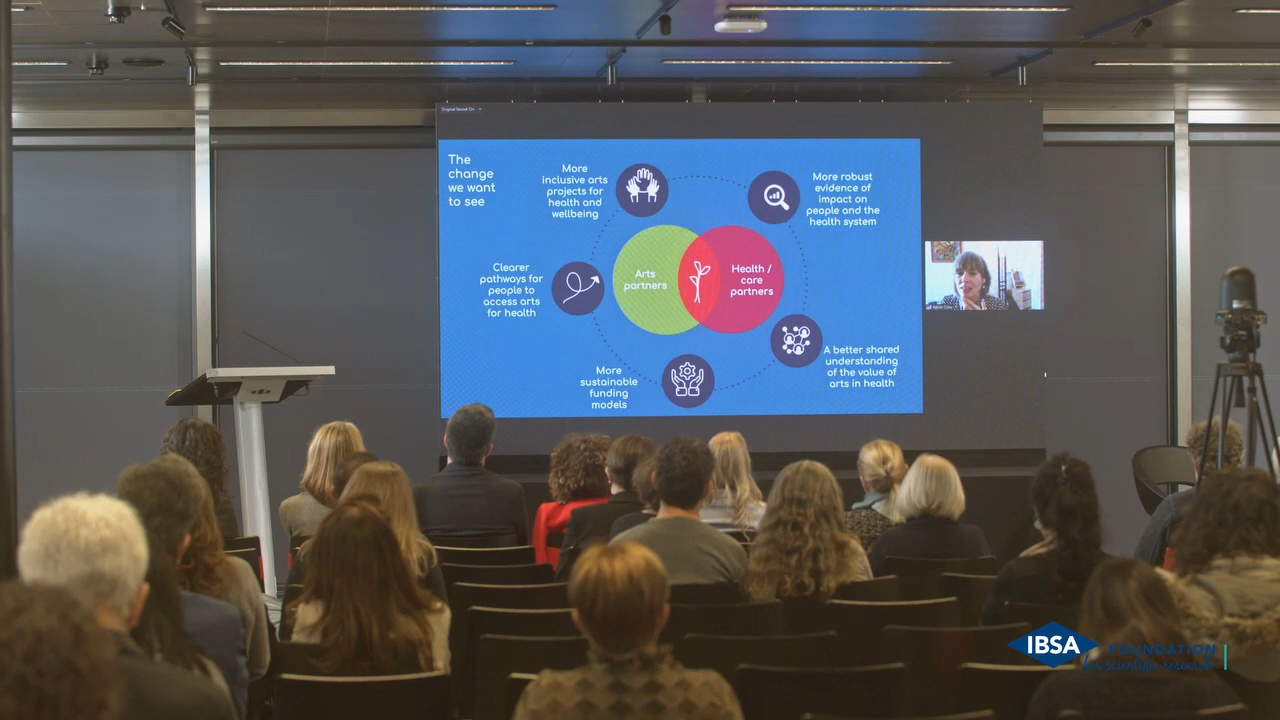 Original Sound: On
The
change
we want
to see
More
inclusive arts
projects for
health and
wellbeing
More robust
evidence of
impact on
people and the
health system
Clearer
pathways for
people to
access arts
for health
Arts
partners
Health /
care
partners
More
sustainable
funding
models
A better shared
understanding
of the value of
arts in health
IBSA
FOUNDATION
for scientific research